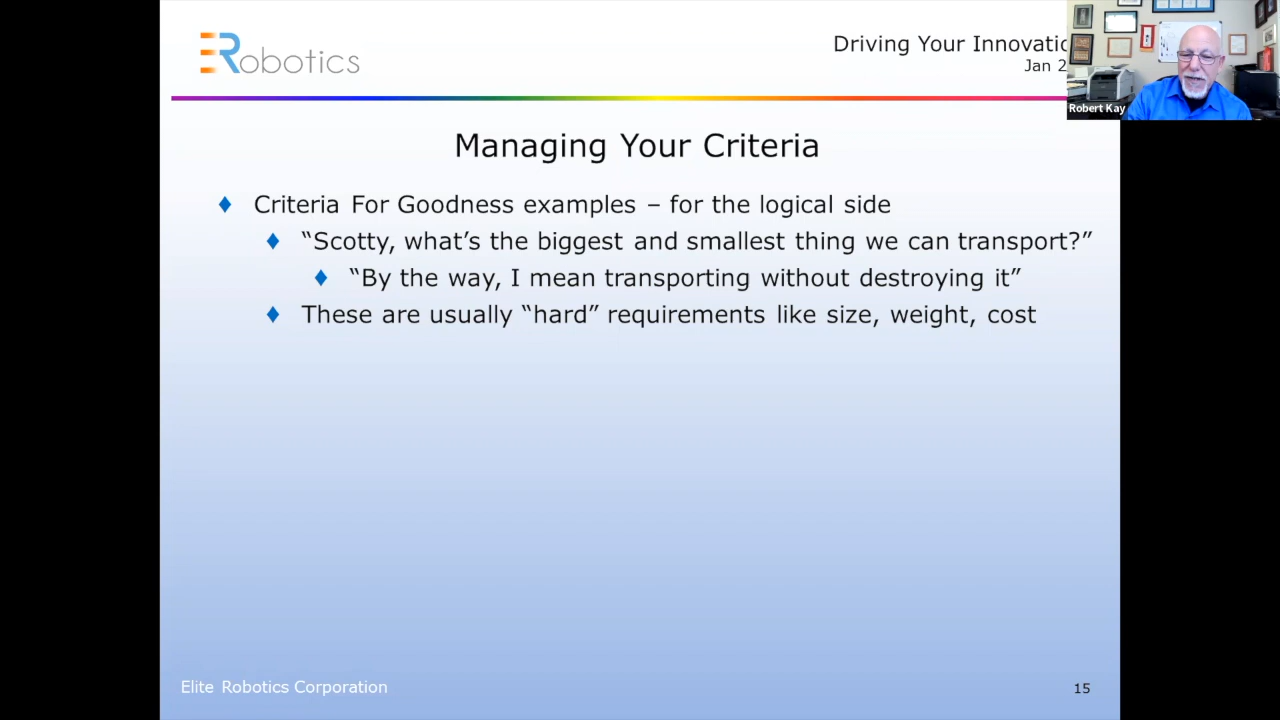 ERobotics
Driving Your Innovatio
Jan 2
Robert Kay
Managing Your Criteria
Criteria For Goodness examples – for the logical side
“Scotty, what’s the biggest and smallest thing we can transport?”
“By the way, I mean transporting without destroying it”
These are usually “hard” requirements like size, weight, cost
Elite Robotics Corporation
15